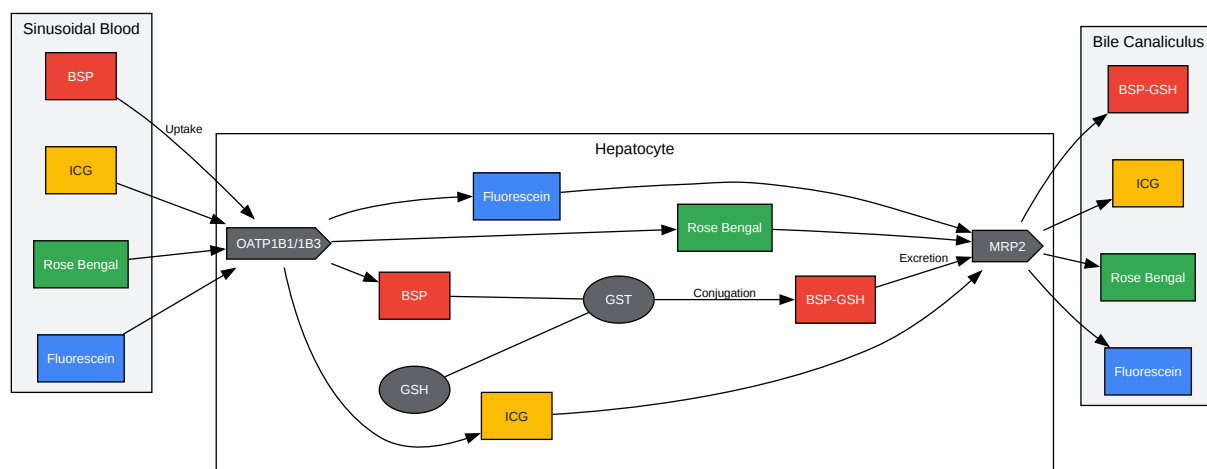 Sinusoidal Blood
BSP
ICG
Rose Bengal
Fluorescein
Uptake
Hepatocyte
OATP1B1/1B3
Fluorescein
Rose Bengal
BSP
GST
GSH
ICG
Conjugation
BSP-GSH
Excretion
MRP2
Bile Canaliculus
BSP-GSH
ICG
Rose Bengal
Fluorescein